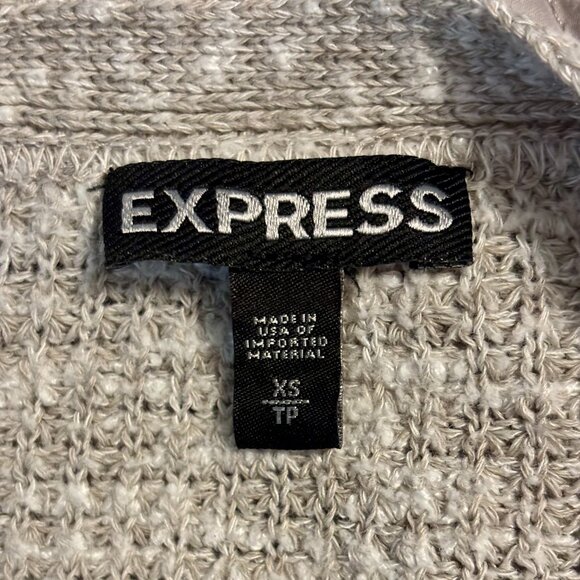 EXPRESS
MADE IN
USA OF
IMPORTED
MATERIAL
XS
TP